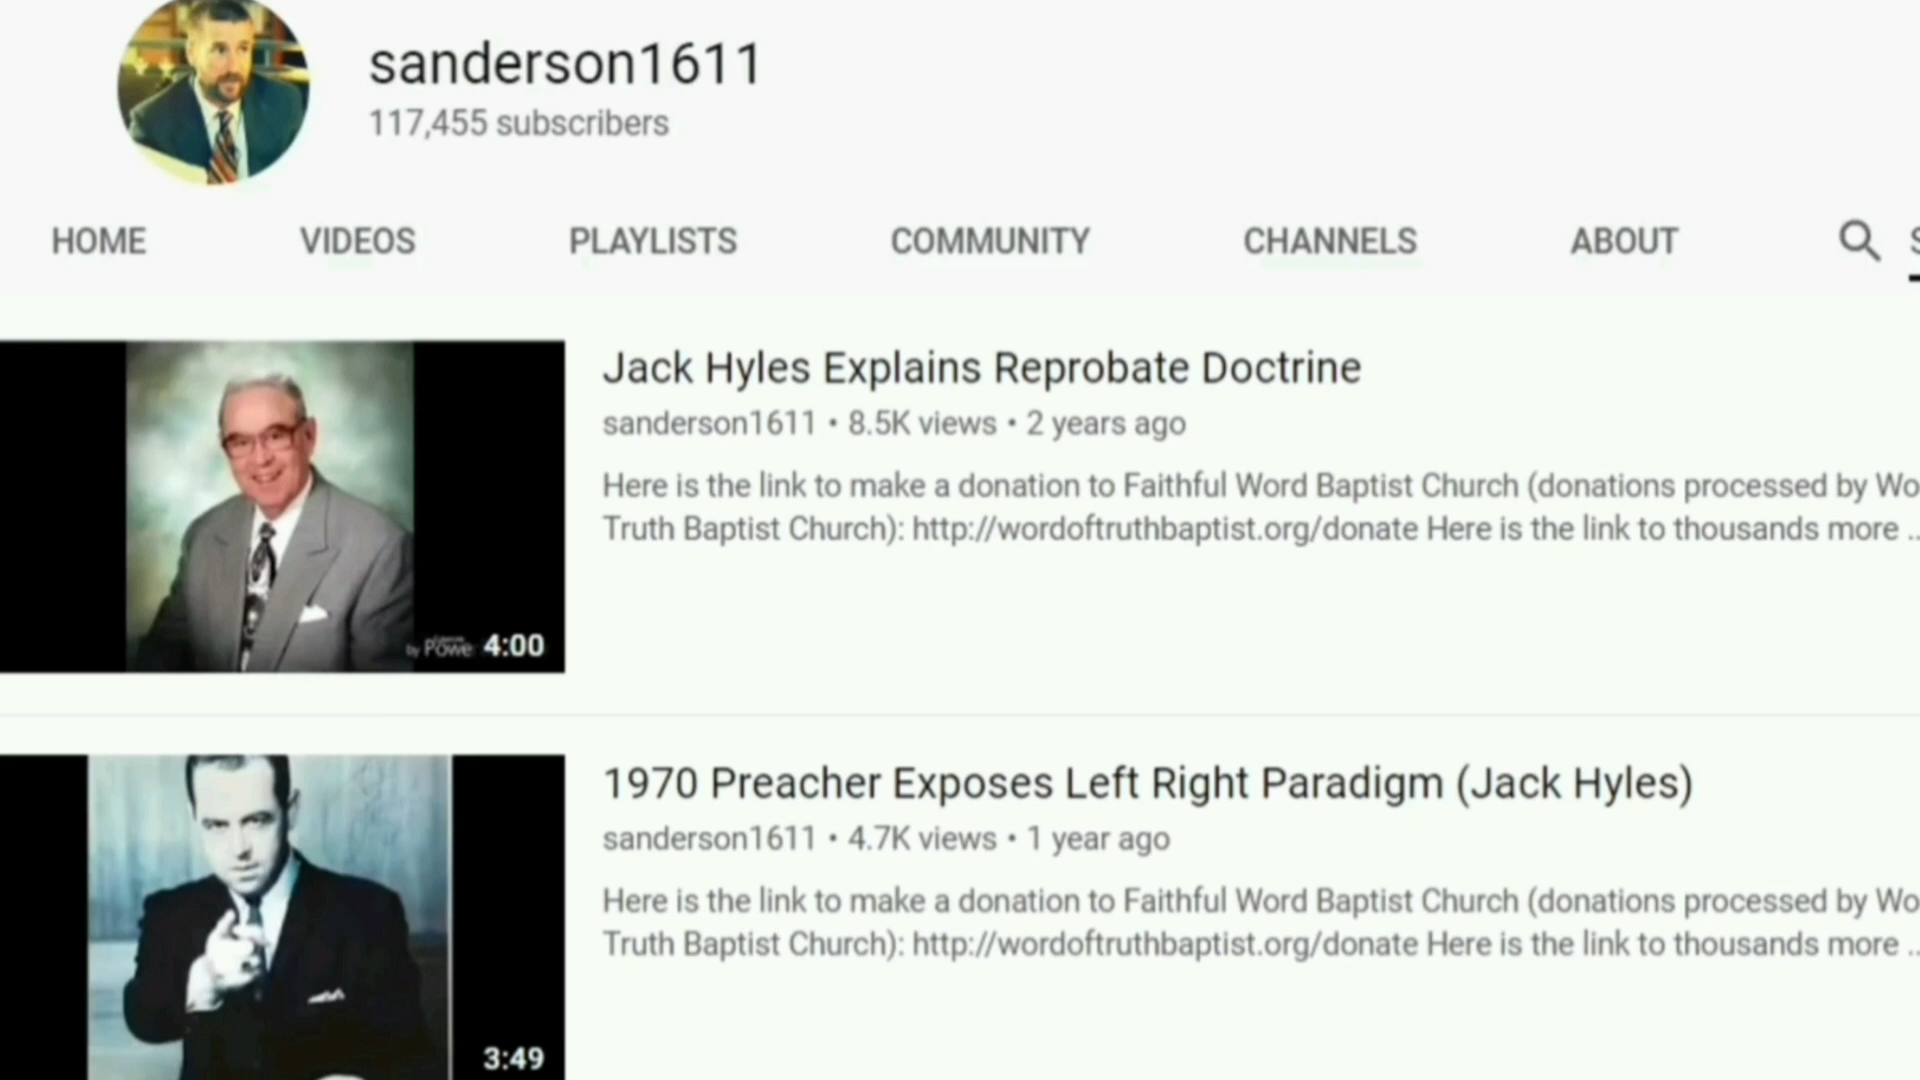 sanderson1611
117,455 subscribers
HOME VIDEOS PLAYLISTS COMMUNITY CHANNELS ABOUT S
Jack Hyles Explains Reprobate Doctrine
sanderson1611 • 8.5K views • 2 years ago
Here is the link to make a donation to Faithful Word Baptist Church (donations processed by Wo
Truth Baptist Church): http://wordoftruthbaptist.org/donate Here is the link to thousands more ..
by Powe 4:00
1970 Preacher Exposes Left Right Paradigm (Jack Hyles)
sanderson1611 • 4.7K views • 1 year ago
Here is the link to make a donation to Faithful Word Baptist Church (donations processed by Wo
Truth Baptist Church): http://wordoftruthbaptist.org/donate Here is the link to thousands more ..
3:49